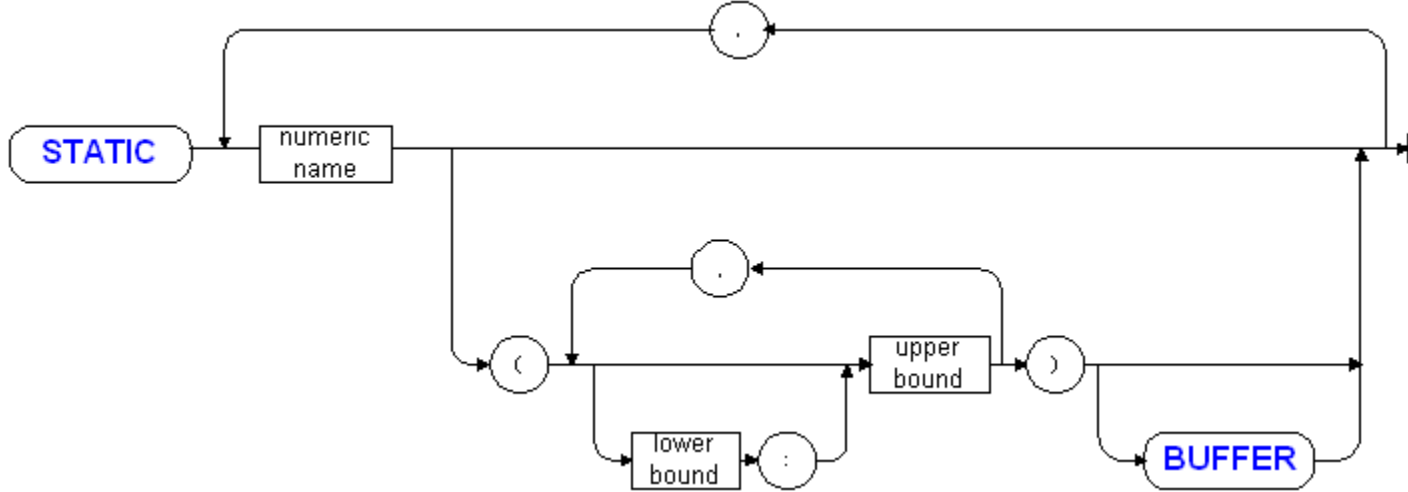 ,
STATIC
numeric
name
,
(
upper
bound
)
lower
bound
:
BUFFER